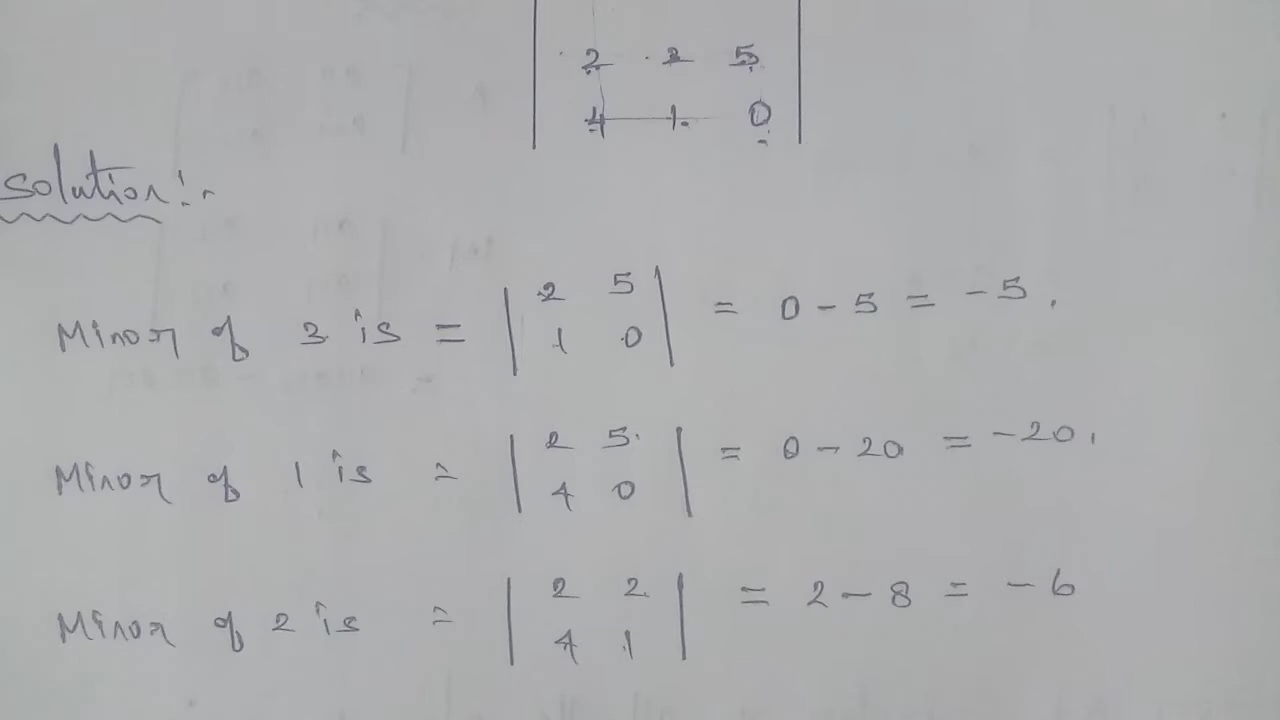 2 2 5
4 1 0
Solution:-
Minor of 3 is = | 2 5 | = 0 - 5 = -5.
| 1 0 |
Minor of 1 is = | 2 5 | = 0 - 20 = -20.
| 4 0 |
Minor of 2 is = | 2 2 | = 2 - 8 = -6
| 4 1 |